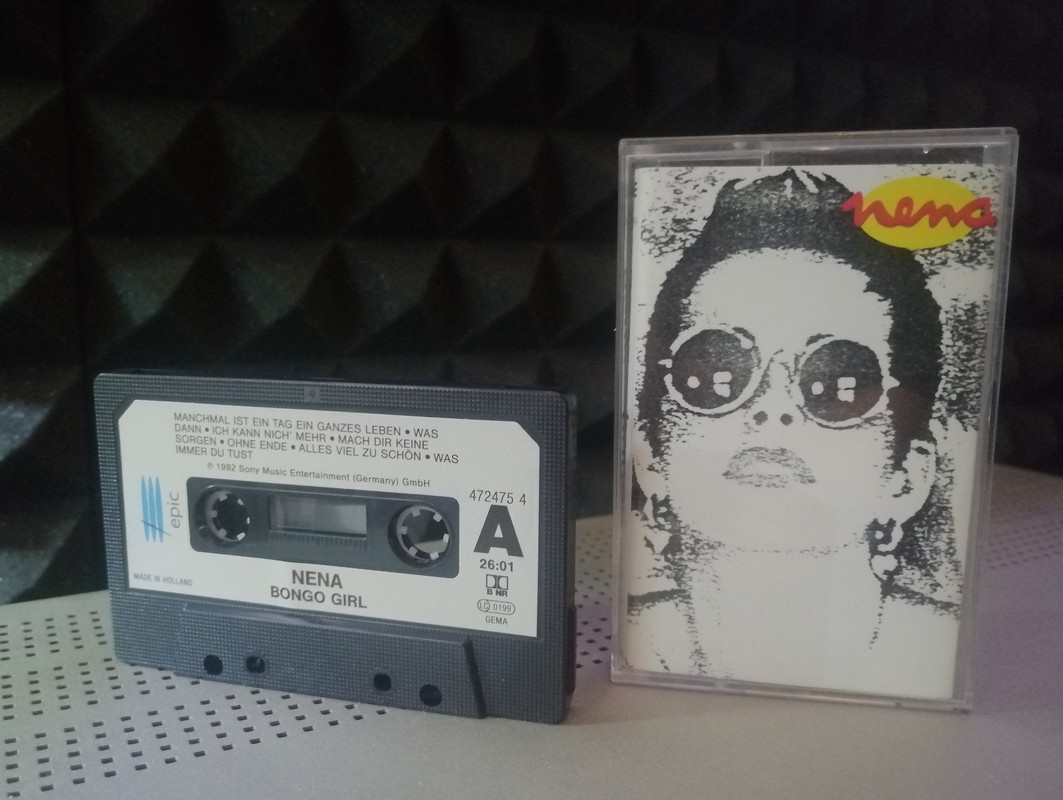 MANCHMAL IST EIN TAG EIN GANZES LEBEN • WAS
DANN • ICH KANN NICH' MEHR • MACH DIR KEINE
SORGEN • OHNE ENDE • ALLES VIEL ZU SCHÖN • WAS
IMMER DU TUST
℗ 1992 Sony Music Entertainment (Germany) GmbH
epic
472475 4
A
26:01
B NR
LC 0199
GEMA
MADE IN HOLLAND
NENA
BONGO GIRL
nena